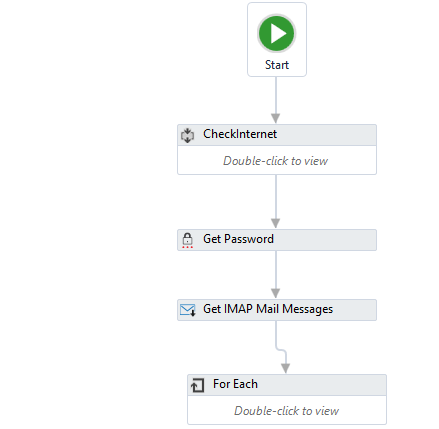 Start
CheckInternet
Double-click to view
Get Password
Get IMAP Mail Messages
For Each
Double-click to view